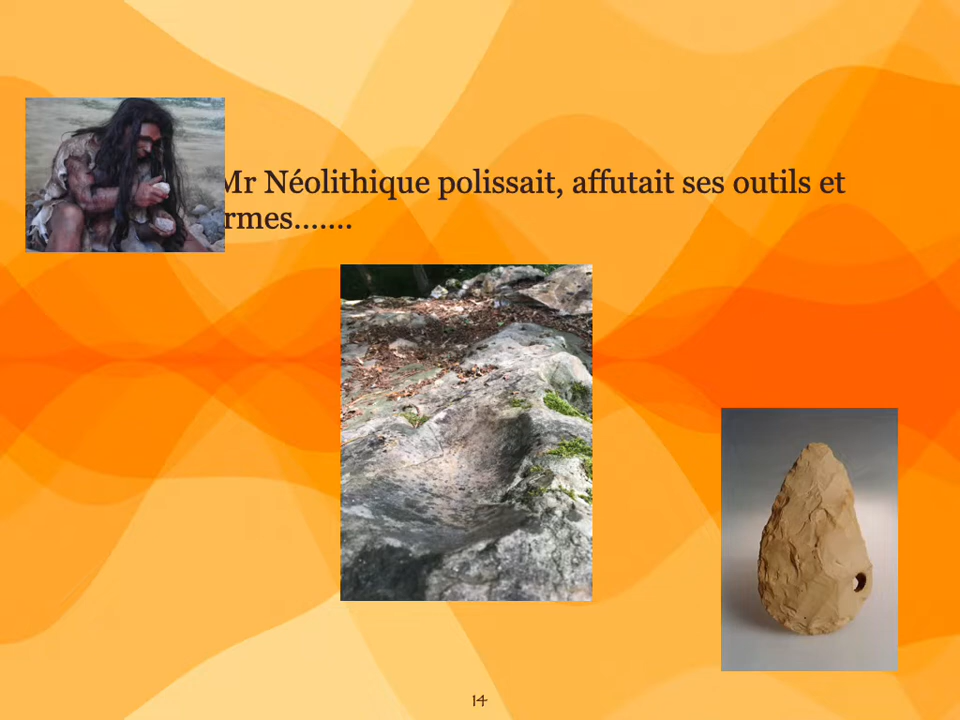 Mr Néolithique polissait, affutait ses outils et
rmes.......
14